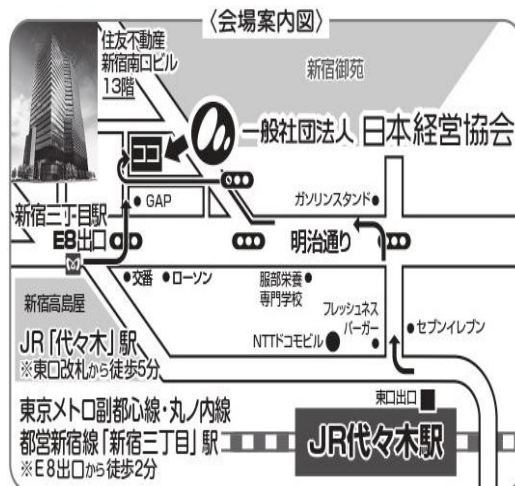 〈会場案内図〉
住友不動産
新宿南口ビル
13階
新宿御苑
一般社団法人 日本経営協会
ココ
GAP
ガソリンスタンド
新宿三丁目駅
E8出口
明治通り
交番
ローソン
服部栄養
専門学校
新宿高島屋
フレッシュネス
バーガー
セブンイレブン
NTTドコモビル
JR「代々木」駅
※東口改札から徒歩5分
東口出口
東京メトロ副都心線・丸ノ内線
都営新宿線「新宿三丁目」駅
※E8出口から徒歩2分
JR代々木駅